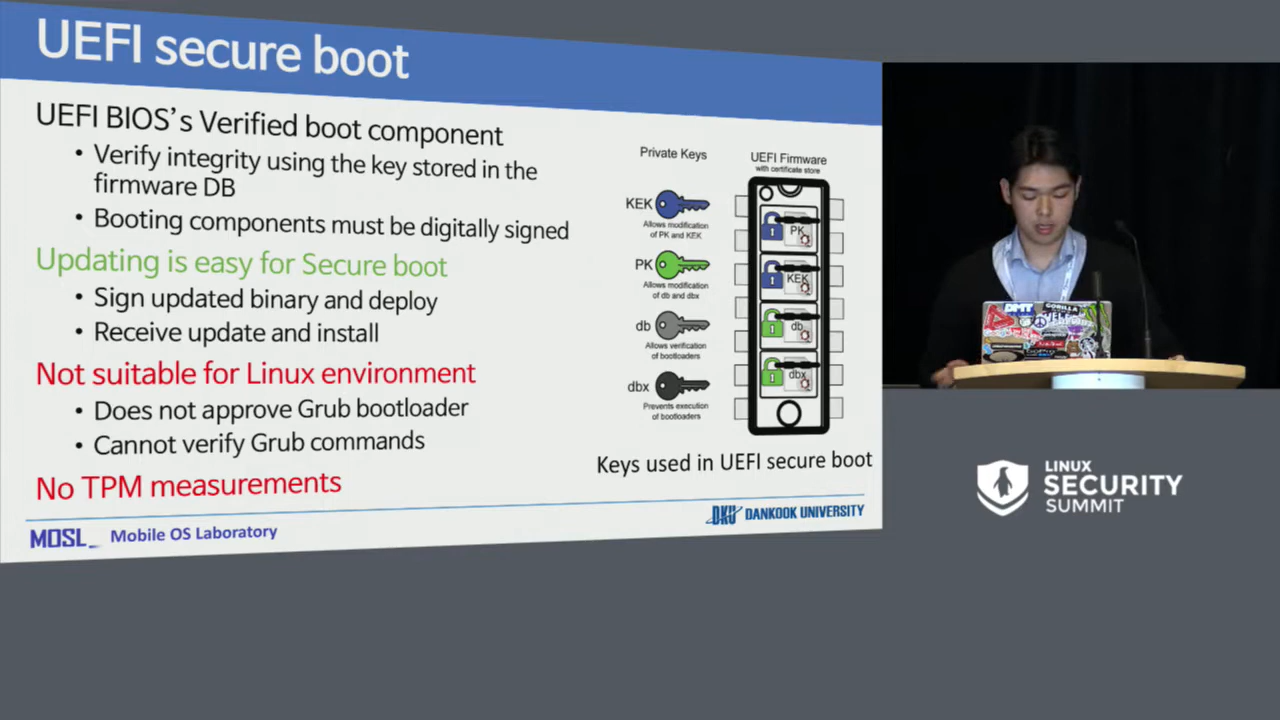 UEFI secure boot
UEFI BIOS's Verified boot component
• Verify integrity using the key stored in the
firmware DB
• Booting components must be digitally signed
Updating is easy for Secure boot
• Sign updated binary and deploy
• Receive update and install
Not suitable for Linux environment
• Does not approve Grub bootloader
• Cannot verify Grub commands
No TPM measurements
Private Keys
KEK
Allows modification
of PK and KEK
PK
Allows modification
of db and dbx
db
Allows verification
of bootloaders
dbx
Prevents execution
of bootloaders
UEFI Firmware
with certificate store
PK
KEK
db
dbx
Keys used in UEFI secure boot
MOSL_ Mobile OS Laboratory
DKU DANKOOK UNIVERSITY
DMT
GORILLA
LINUX
SECURITY
SUMMIT